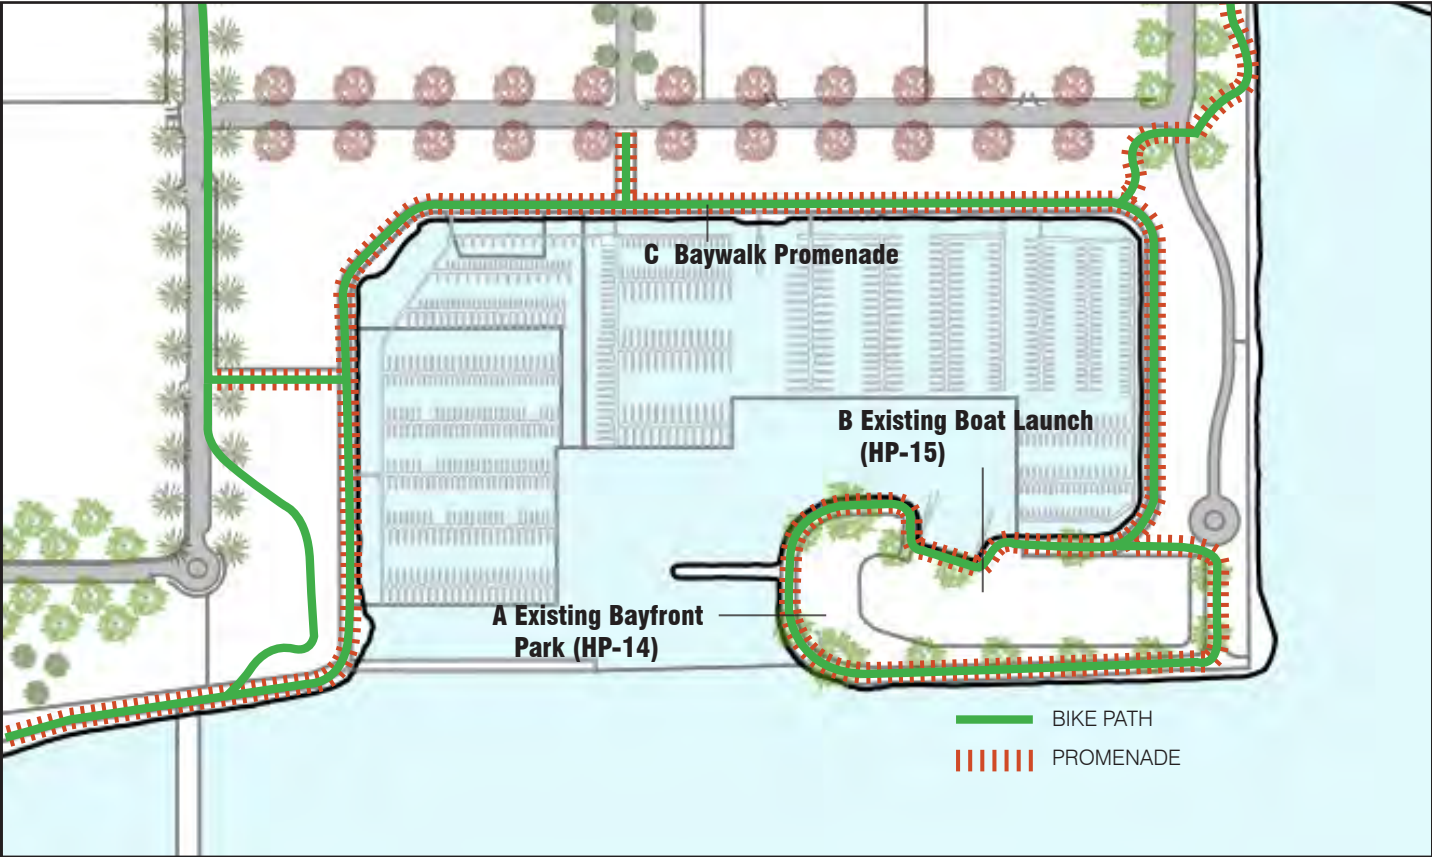 C Baywalk Promenade
B Existing Boat Launch
(HP-15)
A Existing Bayfront
Park (HP-14)
BIKE PATH
PROMENADE